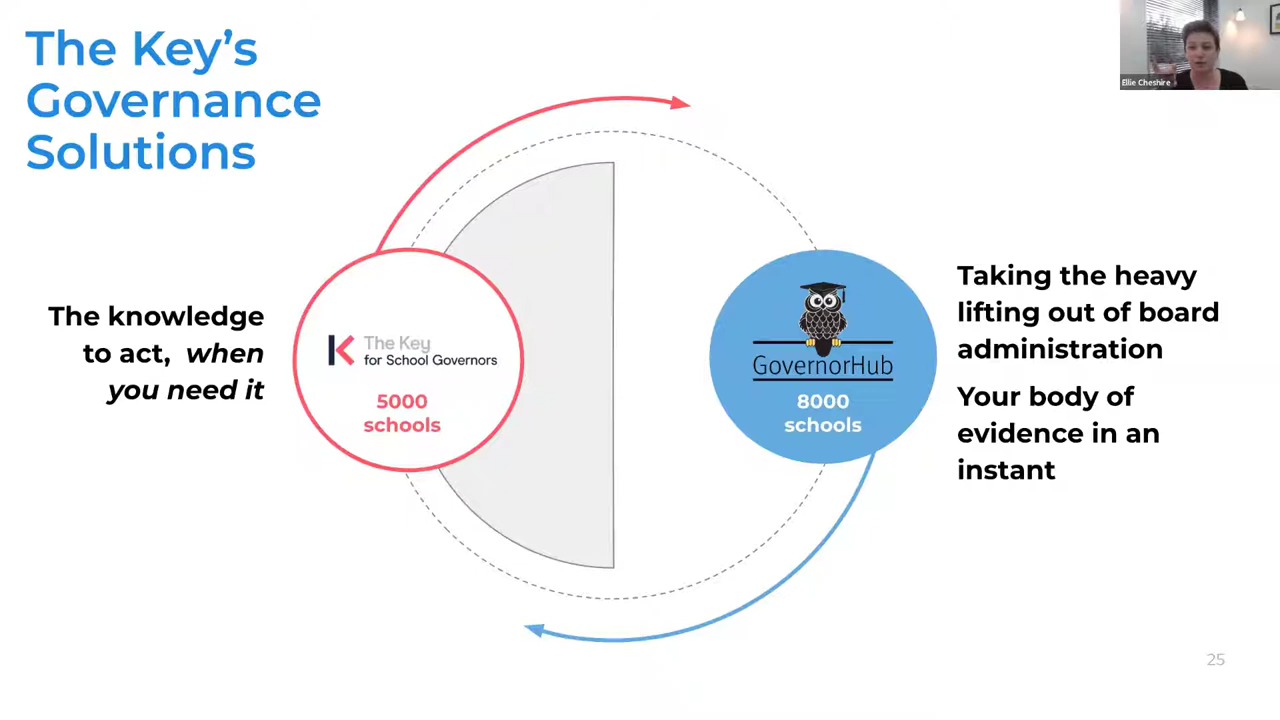 The Key’s
Governance
Solutions
Ellie Cheshire
The knowledge
to act, when
you need it
The Key
for School Governors
5000
schools
GovernorHub
8000
schools
Taking the heavy
lifting out of board
administration
Your body of
evidence in an
instant
25